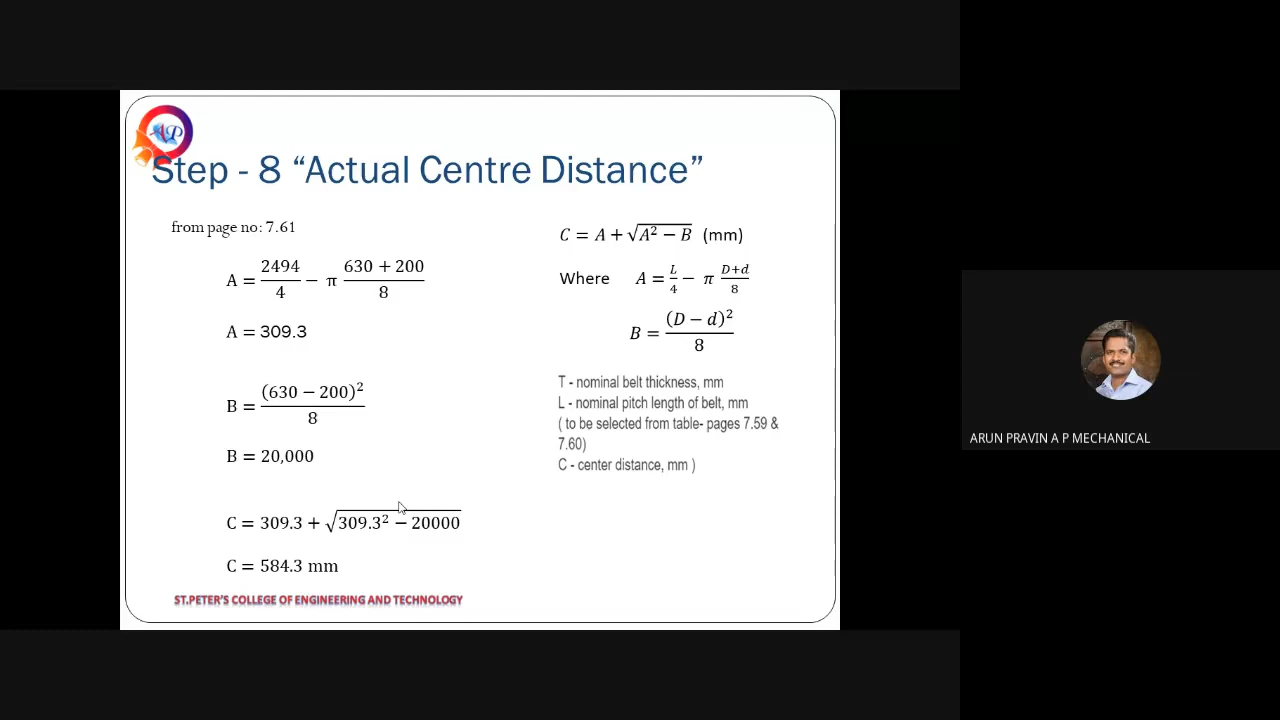 AP
Step - 8 “Actual Centre Distance”
from page no: 7.61
A = 2494/4 − π (630 + 200)/8
A = 309.3
B = (630 − 200)²/8
B = 20,000
C = 309.3 + √(309.3² − 20000)
C = 584.3 mm
C = A + √(A² − B) (mm)
Where A = L/4 − π (D+d)/8
B = (D − d)²/8
T - nominal belt thickness, mm
L - nominal pitch length of belt, mm
( to be selected from table- pages 7.59 &
7.60)
C - center distance, mm )
ST.PETER'S COLLEGE OF ENGINEERING AND TECHNOLOGY
ARUN PRAVIN A P MECHANICAL